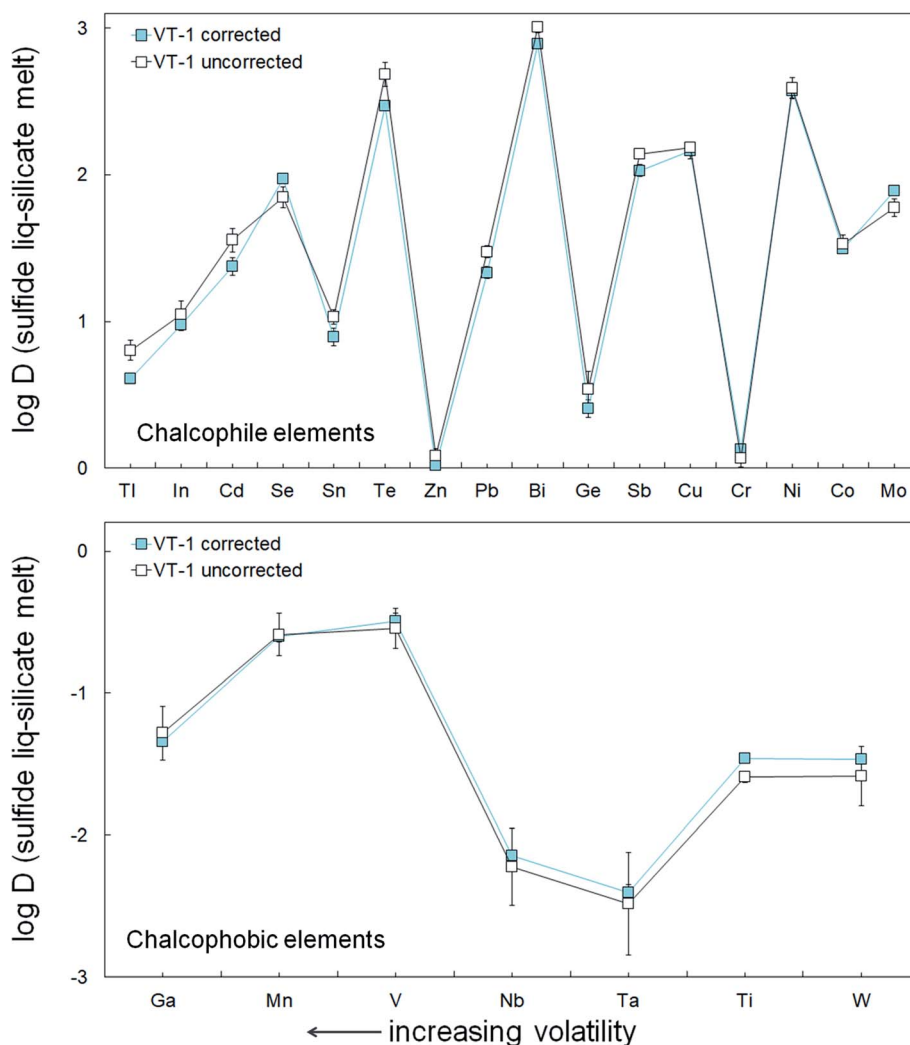 3
VT-1 corrected
VT-1 uncorrected
2
1
0
log D (sulfide liq-silicate melt)
Chalcophile elements
Tl In Cd Se Sn Te Zn Pb Bi Ge Sb Cu Cr Ni Co Mo
0
VT-1 corrected
VT-1 uncorrected
-1
-2
-3
log D (sulfide liq-silicate melt)
Chalcophobic elements
Ga Mn V Nb Ta Ti W
← increasing volatility